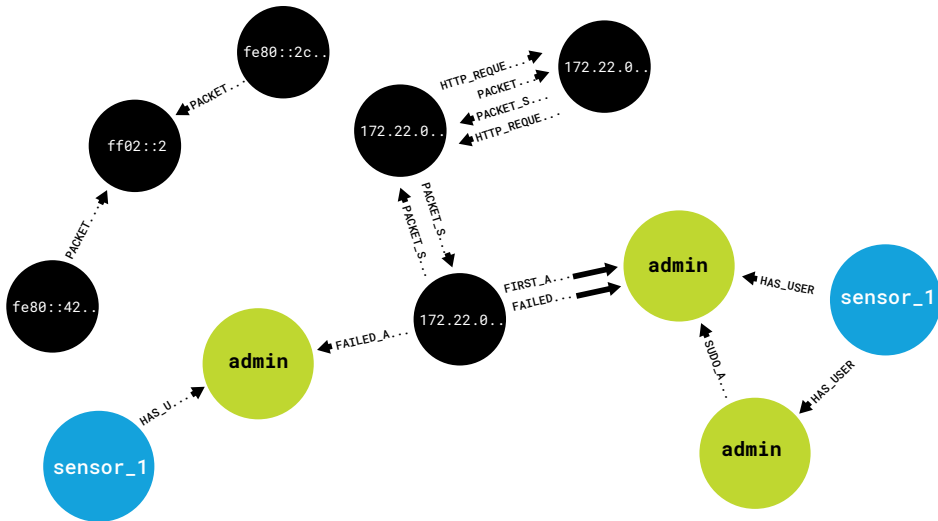 fe80::2c..
PACKET...
ff02::2
PACKET...
fe80::42..
172.22.0..
HTTP_REQUE...
PACKET...
PACKET_S...
HTTP_REQUE...
172.22.0..
PACKET_S...
PACKET_S...
172.22.0..
FIRST_A...
FAILED...
admin
HAS_USER
sensor_1
HAS_USER
SUDO_A...
admin
FAILED_A...
admin
HAS_U...
sensor_1